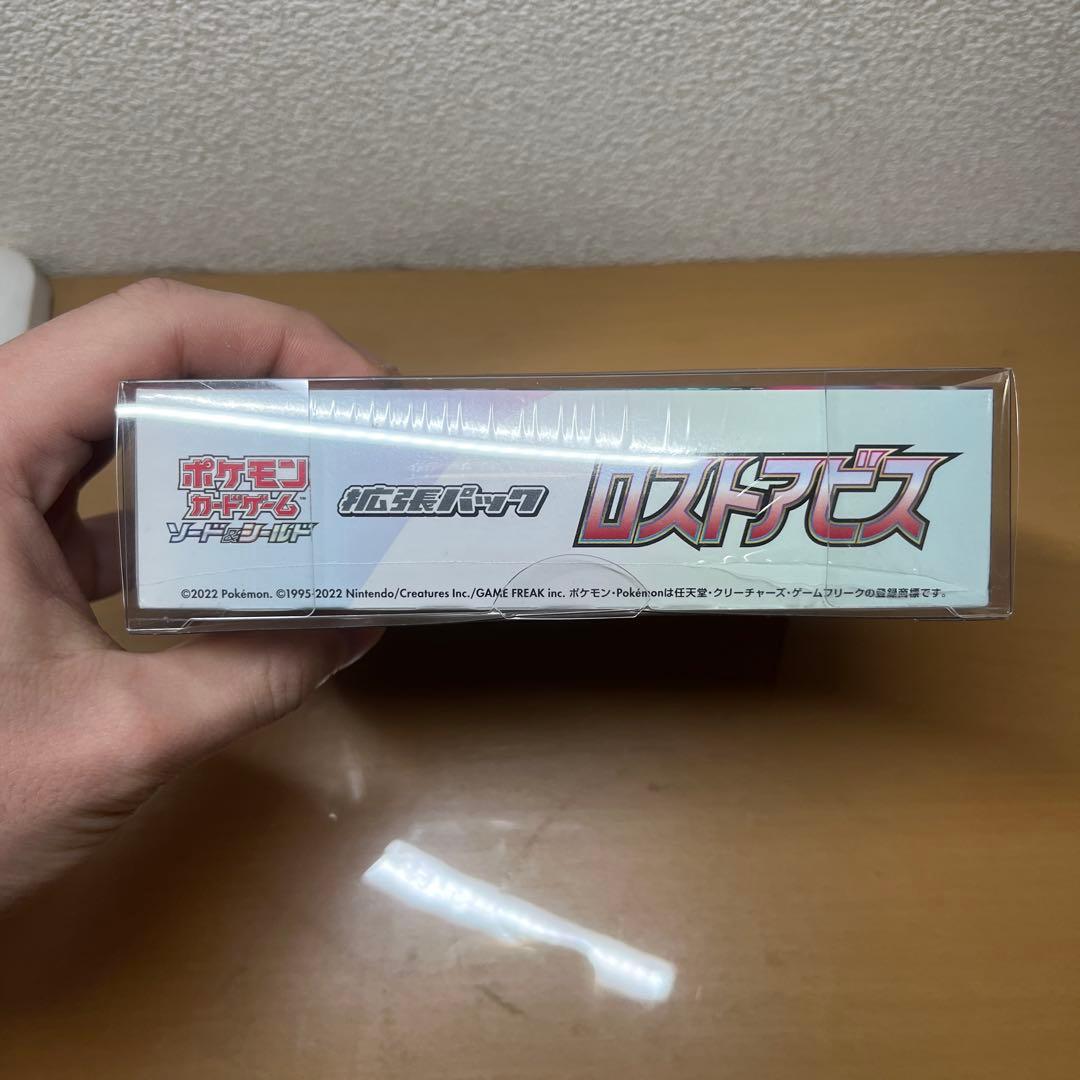 ポケモン
カードゲーム™
ソード&シールド
拡張パック
ロストアビス
©2022 Pokémon. ©1995-2022 Nintendo/Creatures Inc./GAME FREAK inc. ポケモン・Pokémonは任天堂・クリーチャーズ・ゲームフリークの登録商標です。